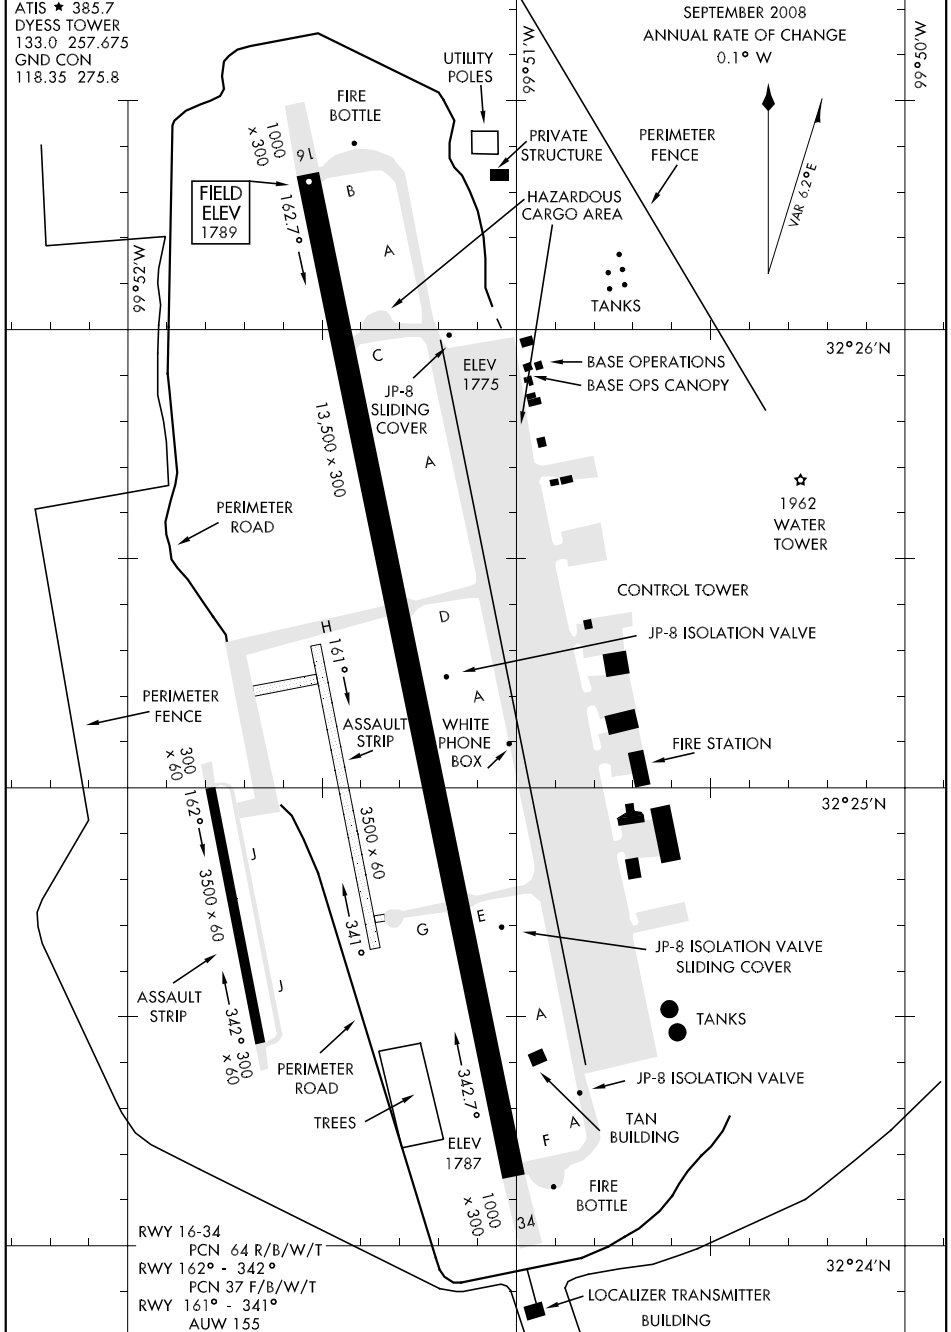 ATIS ★ 385.7
DYESS TOWER
133.0 257.675
GND CON
118.35 275.8
SEPTEMBER 2008
ANNUAL RATE OF CHANGE
0.1° W
99°51'W
99°50'W
UTILITY
POLES
FIRE
BOTTLE
1000
x 300
16
PRIVATE
STRUCTURE
PERIMETER
FENCE
VAR 6.2°E
FIELD
ELEV
1789
162.7°
B
HAZARDOUS
CARGO AREA
A
99°52'W
TANKS
32°26'N
C
ELEV
1775
BASE OPERATIONS
BASE OPS CANOPY
JP-8
SLIDING
COVER
13,500 x 300
A
PERIMETER
ROAD
1962
WATER
TOWER
CONTROL TOWER
H
D
JP-8 ISOLATION VALVE
161°
A
PERIMETER
FENCE
ASSAULT
STRIP
WHITE
PHONE
BOX
FIRE STATION
300
x 60
162°
32°25'N
3500 x 60
J
3500 x 60
E
G
341°
JP-8 ISOLATION VALVE
SLIDING COVER
ASSAULT
STRIP
J
A
TANKS
342°
300
x 60
PERIMETER
ROAD
342.7°
JP-8 ISOLATION VALVE
TREES
A
TAN
BUILDING
ELEV
1787
F
1000
x 300
34
FIRE
BOTTLE
RWY 16-34
PCN 64 R/B/W/T
RWY 162° - 342°
PCN 37 F/B/W/T
RWY 161° - 341°
AUW 155
32°24'N
LOCALIZER TRANSMITTER
BUILDING